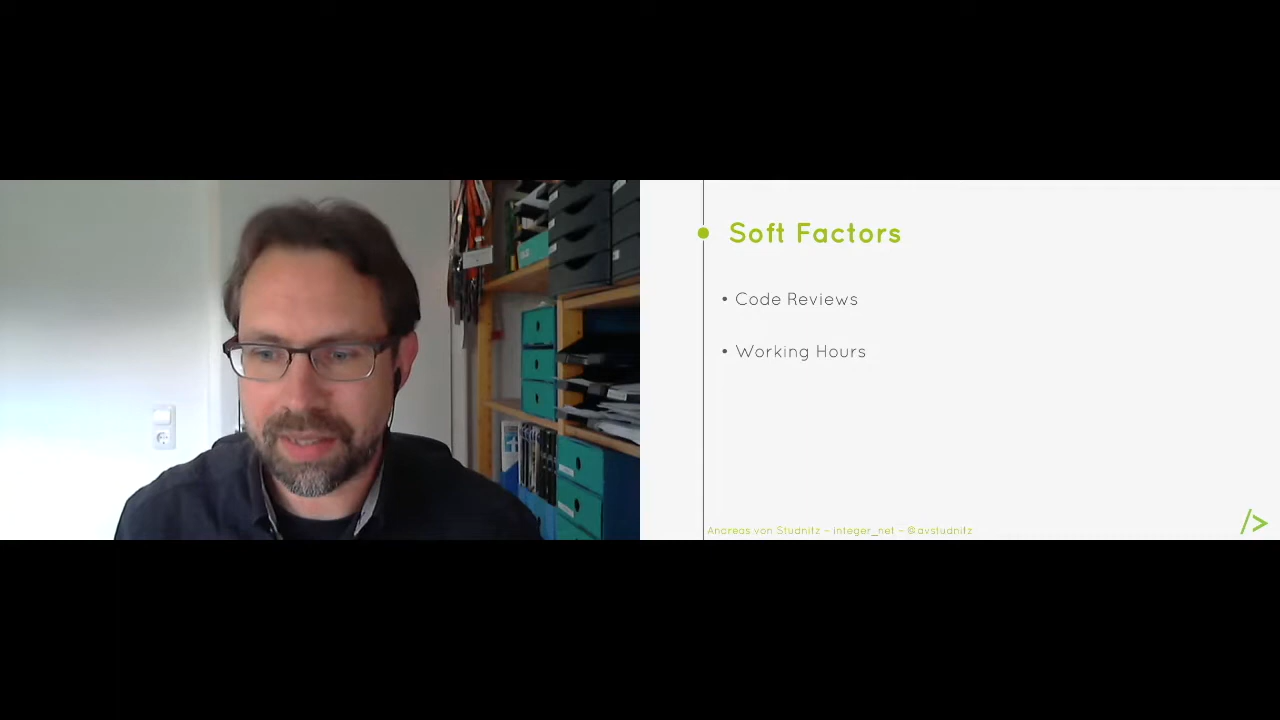 Soft Factors
• Code Reviews
• Working Hours
Andreas von Studnitz – integer_net – @avstudnitz
/>